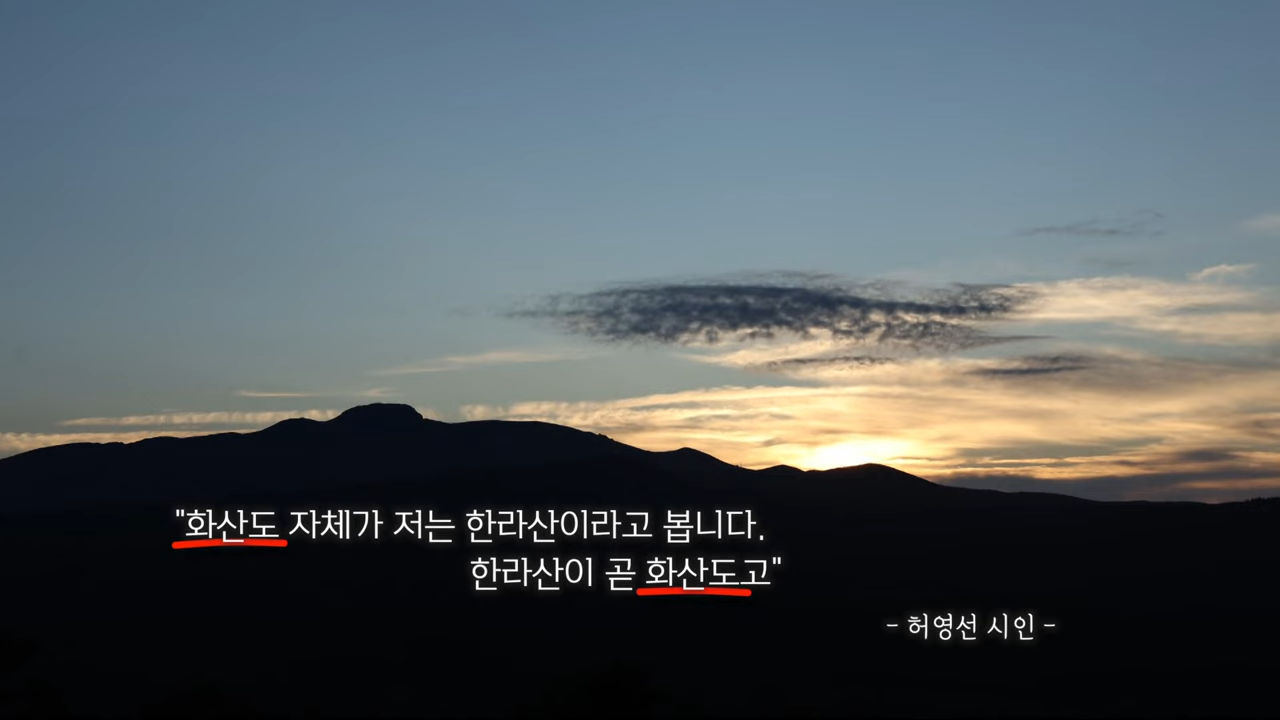 "화산도 자체가 저는 한라산이라고 봅니다.
한라산이 곧 화산도고"
- 허영선 시인 -